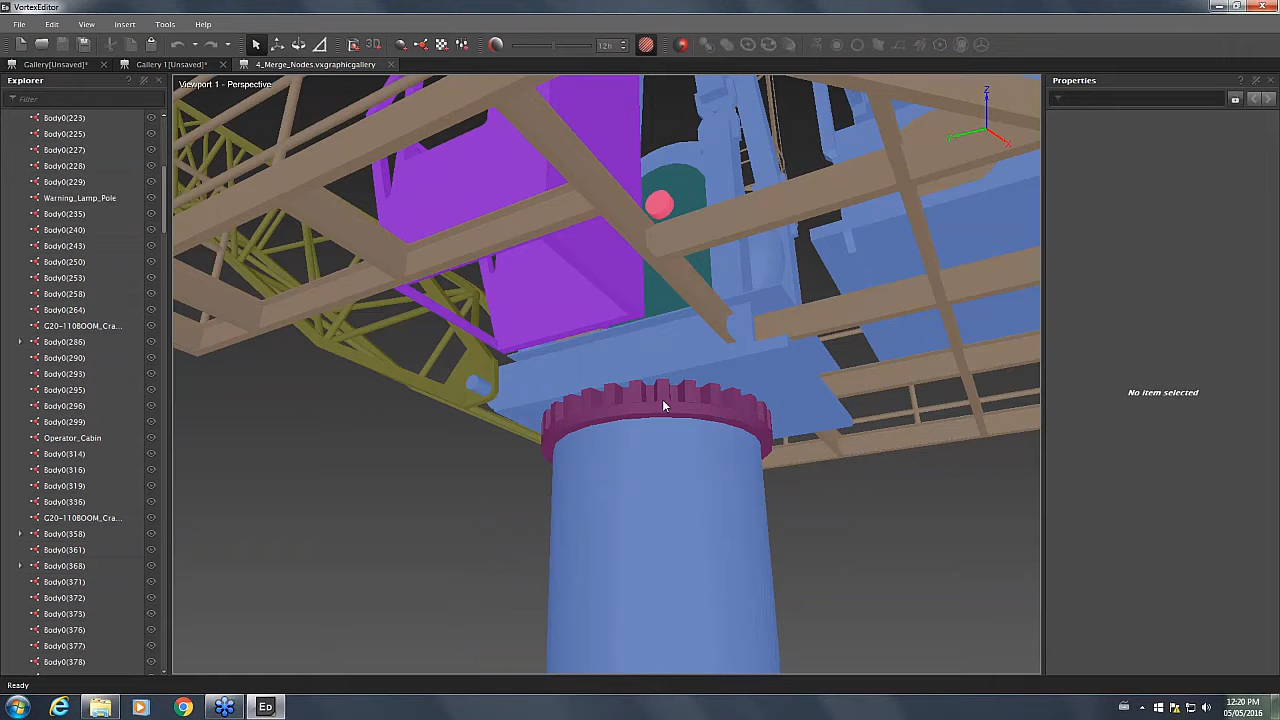 Ed VortexEditor
File Edit View Insert Tools Help
12h
Gallery[Unsaved]* Gallery 1[Unsaved]* 4_Merge_Nodes.vxgraphicgallery
Explorer
Filter
Body0(223)
Body0(225)
Body0(227)
Body0(228)
Body0(229)
Warning_Lamp_Pole
Body0(235)
Body0(240)
Body0(243)
Body0(250)
Body0(253)
Body0(258)
Body0(264)
G20-110BOOM_Cra...
Body0(286)
Body0(290)
Body0(293)
Body0(295)
Body0(296)
Body0(299)
Operator_Cabin
Body0(314)
Body0(316)
Body0(319)
Body0(336)
G20-110BOOM_Cra...
Body0(358)
Body0(361)
Body0(368)
Body0(371)
Body0(372)
Body0(373)
Body0(376)
Body0(377)
Body0(378)
Viewport 1 - Perspective
Z
Y
X
Properties
No item selected
Ready
Ed
12:20 PM
05/05/2016